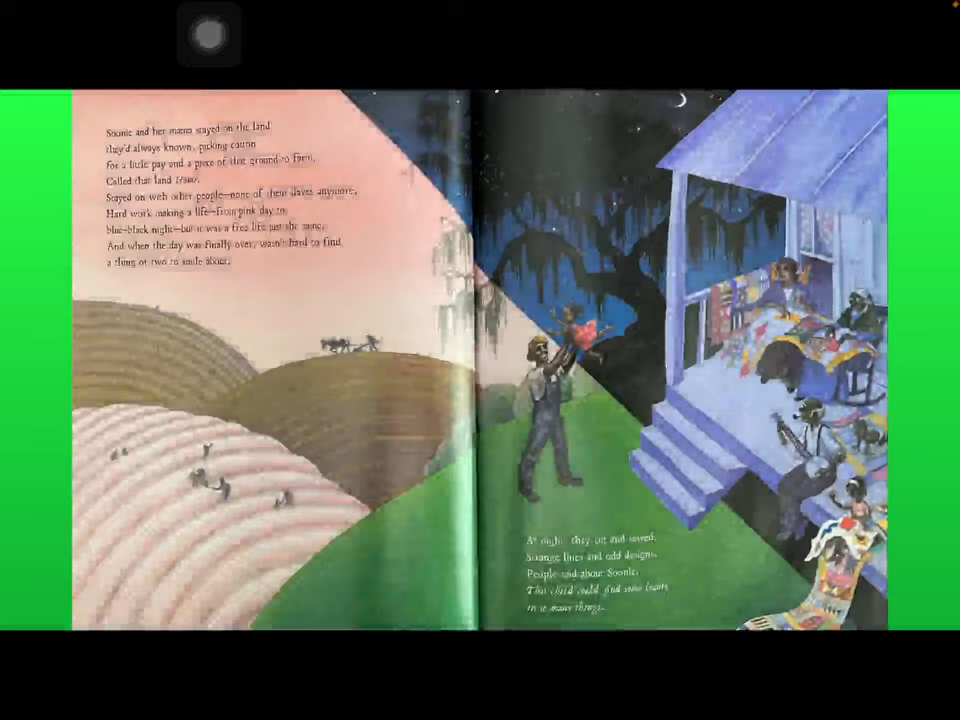 Soonie and her mama stayed on the land
they'd always known, picking cotton
for a little pay and a piece of that ground to farm.
Called that land
Stayed on with other people—none of them slaves anymore.
Hard work making a life—from pink day to
blue-black night—but it was a free life just the same.
And when the day was finally over, wasn't hard to find
a thing or two to smile about.
At night, they sat and sewed.
Strange lines and odd designs.
People said about Soonie,
That child could find some beauty
in so many things.